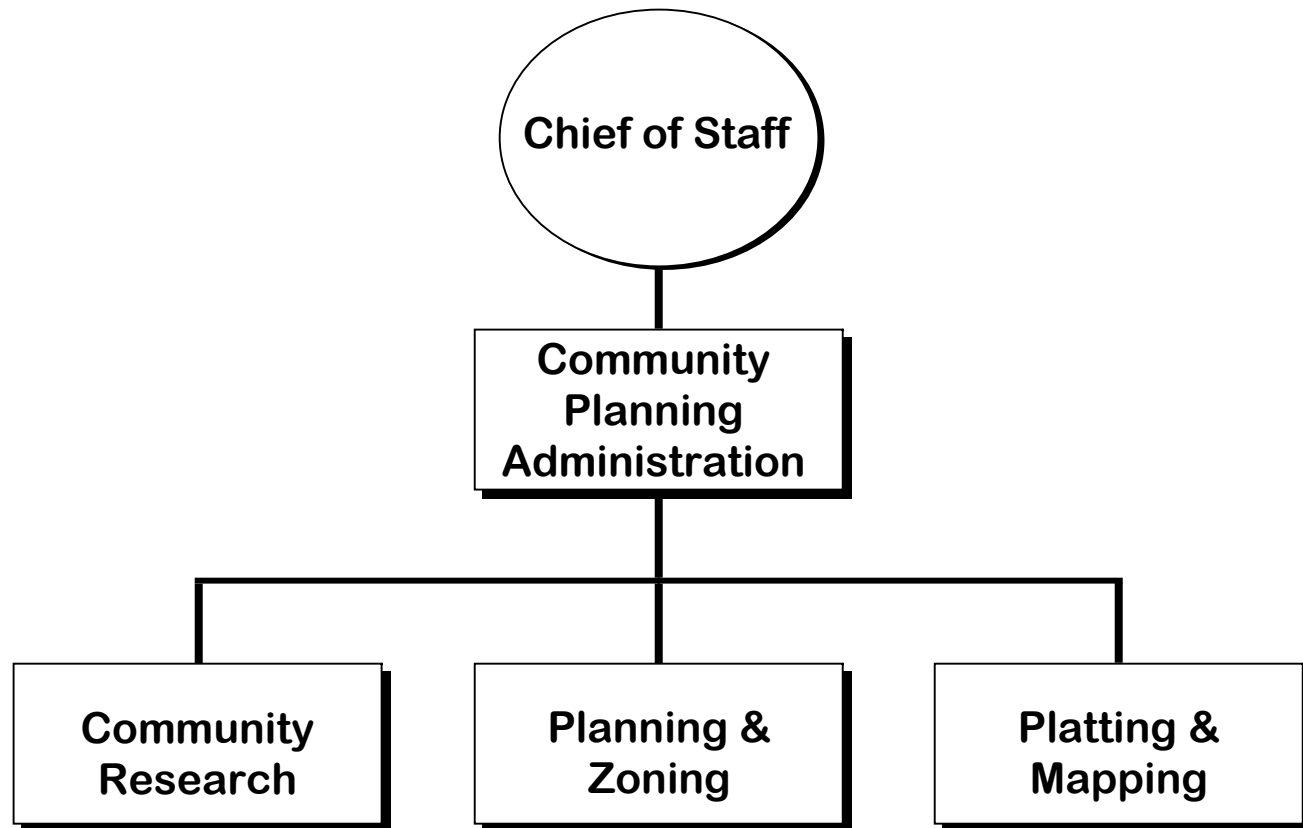 Chief of Staff
Community
Planning
Administration
Community
Research
Planning &
Zoning
Platting &
Mapping